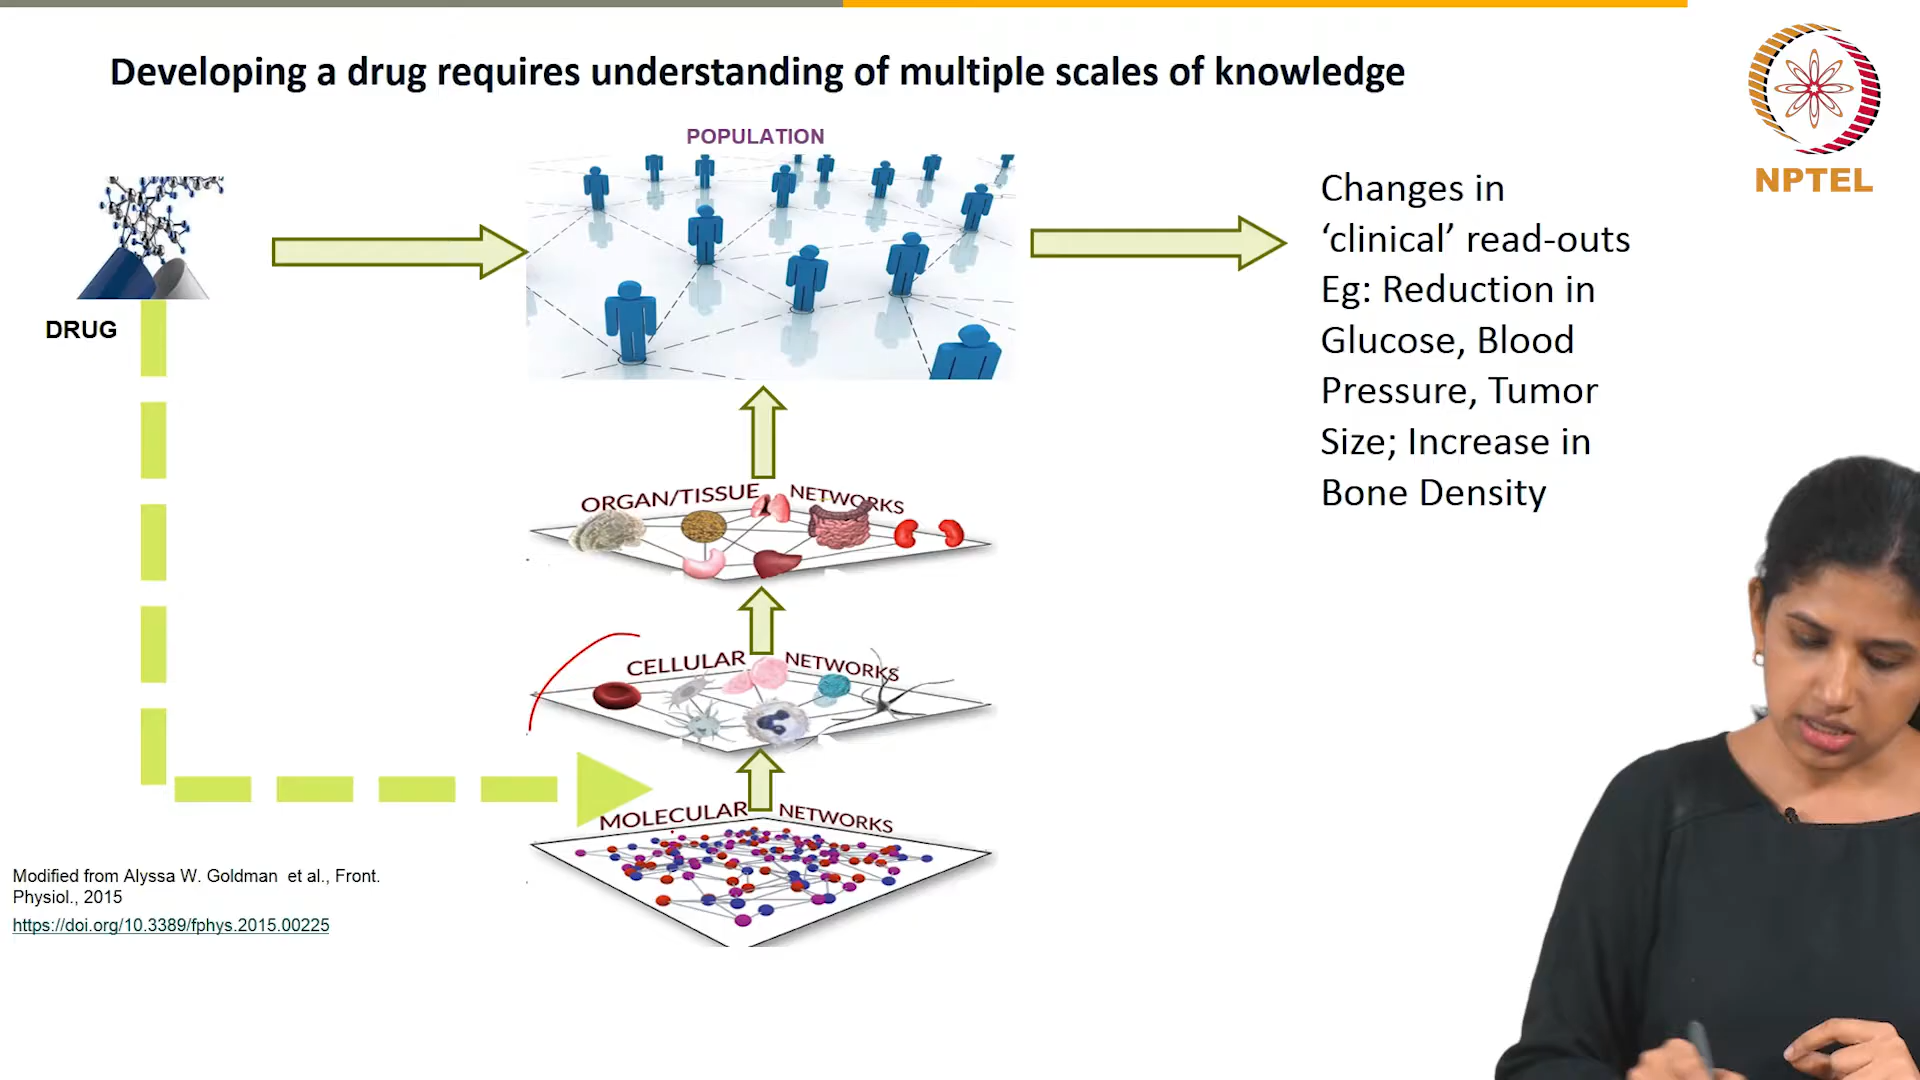 Developing a drug requires understanding of multiple scales of knowledge
NPTEL
POPULATION
DRUG
Changes in
‘clinical’ read-outs
Eg: Reduction in
Glucose, Blood
Pressure, Tumor
Size; Increase in
Bone Density
ORGAN/TISSUE NETWORKS
CELLULAR NETWORKS
MOLECULAR NETWORKS
Modified from Alyssa W. Goldman et al., Front.
Physiol., 2015
https://doi.org/10.3389/fphys.2015.00225